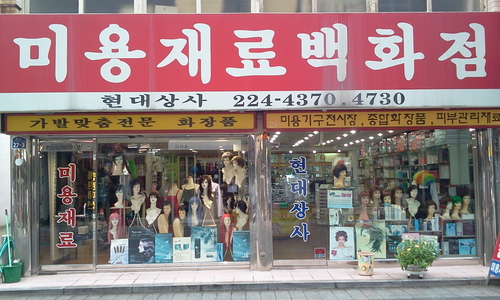 미용재료백화점
현대상사 224-4370.4730
가발맞춤전문 화장품
미용기구전시장, 종합화장품, 피부관리재료
22-3
미용재료
현대상사